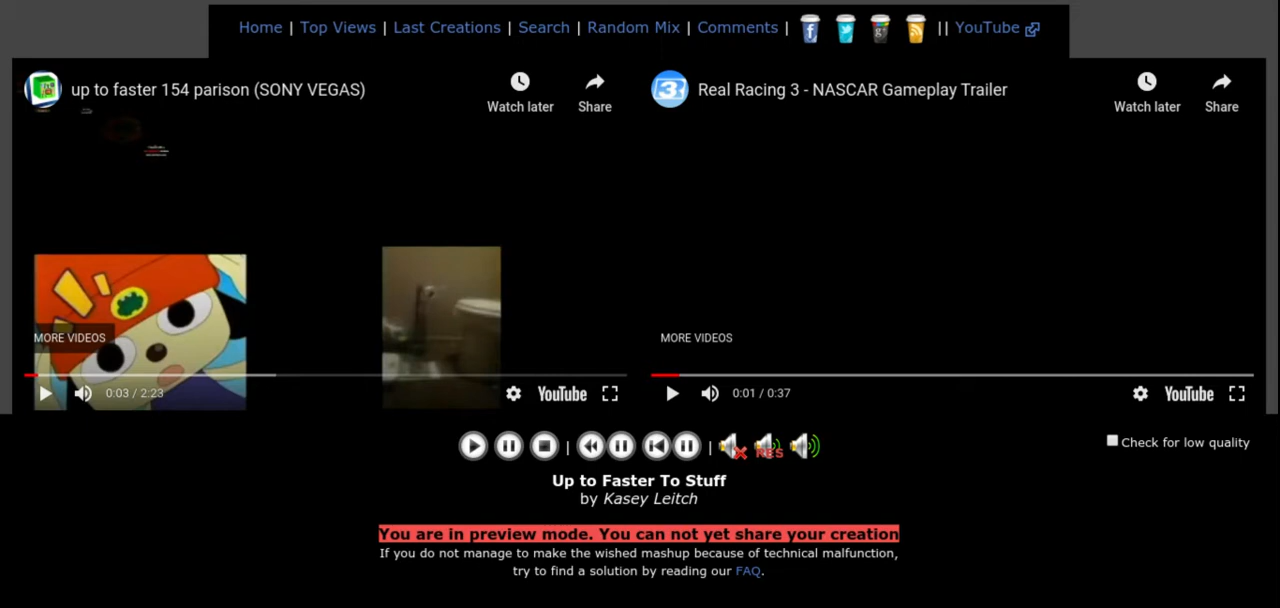 Home | Top Views | Last Creations | Search | Random Mix | Comments | || YouTube
up to faster 154 parison (SONY VEGAS)
Watch later
Share
Real Racing 3 - NASCAR Gameplay Trailer
Watch later
Share
MORE VIDEOS
0:03 / 2:23
YouTube
MORE VIDEOS
0:01 / 0:37
YouTube
RES
Check for low quality
Up to Faster To Stuff
by Kasey Leitch
You are in preview mode. You can not yet share your creation
If you do not manage to make the wished mashup because of technical malfunction,
try to find a solution by reading our FAQ.